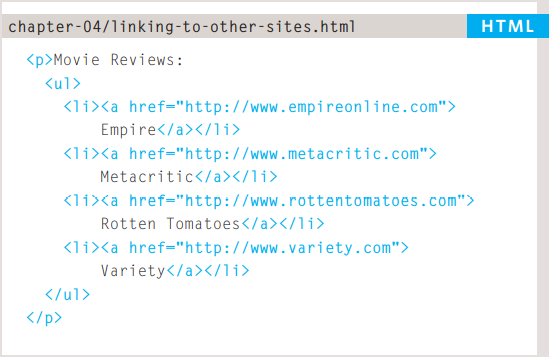 chapter-04/linking-to-other-sites.html HTML
<p>Movie Reviews:
<ul>
<li><a href="http://www.empireonline.com">
Empire</a></li>
<li><a href="http://www.metacritic.com">
Metacritic</a></li>
<li><a href="http://www.rottentomatoes.com">
Rotten Tomatoes</a></li>
<li><a href="http://www.variety.com">
Variety</a></li>
</ul>
</p>